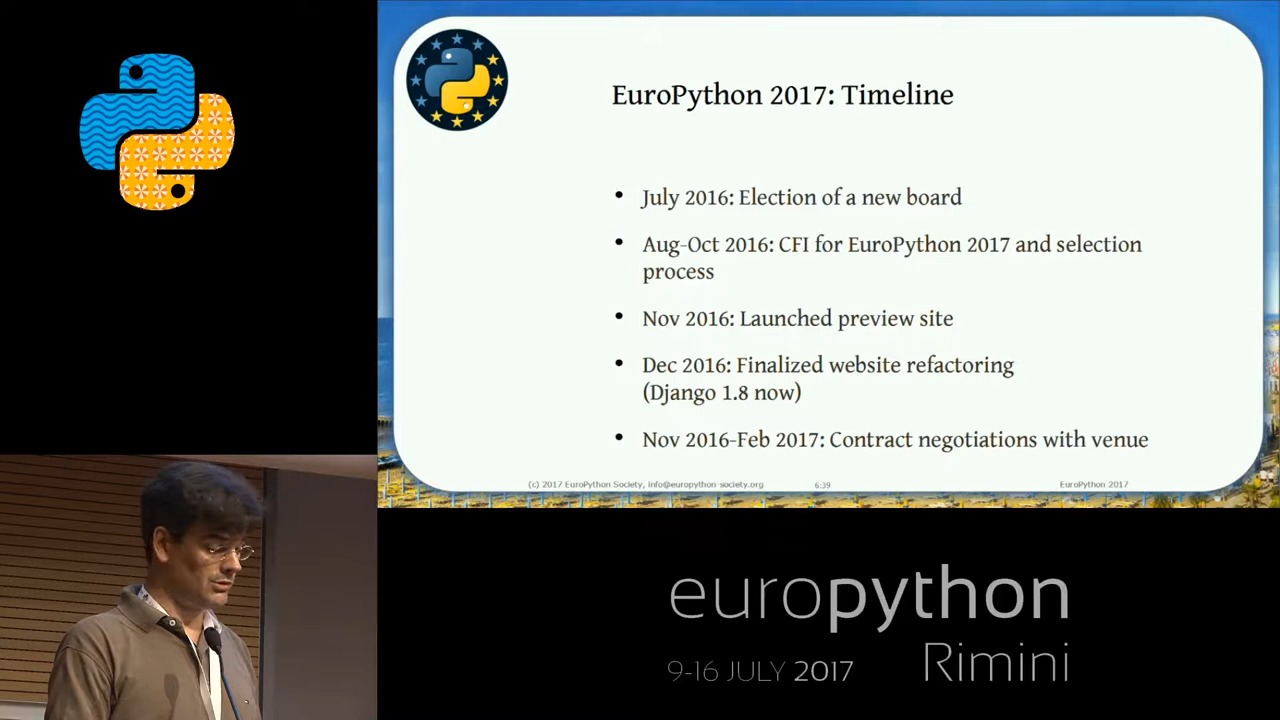 EuroPython 2017: Timeline
• July 2016: Election of a new board
• Aug-Oct 2016: CFI for EuroPython 2017 and selection
process
• Nov 2016: Launched preview site
• Dec 2016: Finalized website refactoring
(Django 1.8 now)
• Nov 2016-Feb 2017: Contract negotiations with venue
(c) 2017 EuroPython Society, info@europython-society.org 6:39 EuroPython 2017
europython
Rimini
9-16 JULY 2017